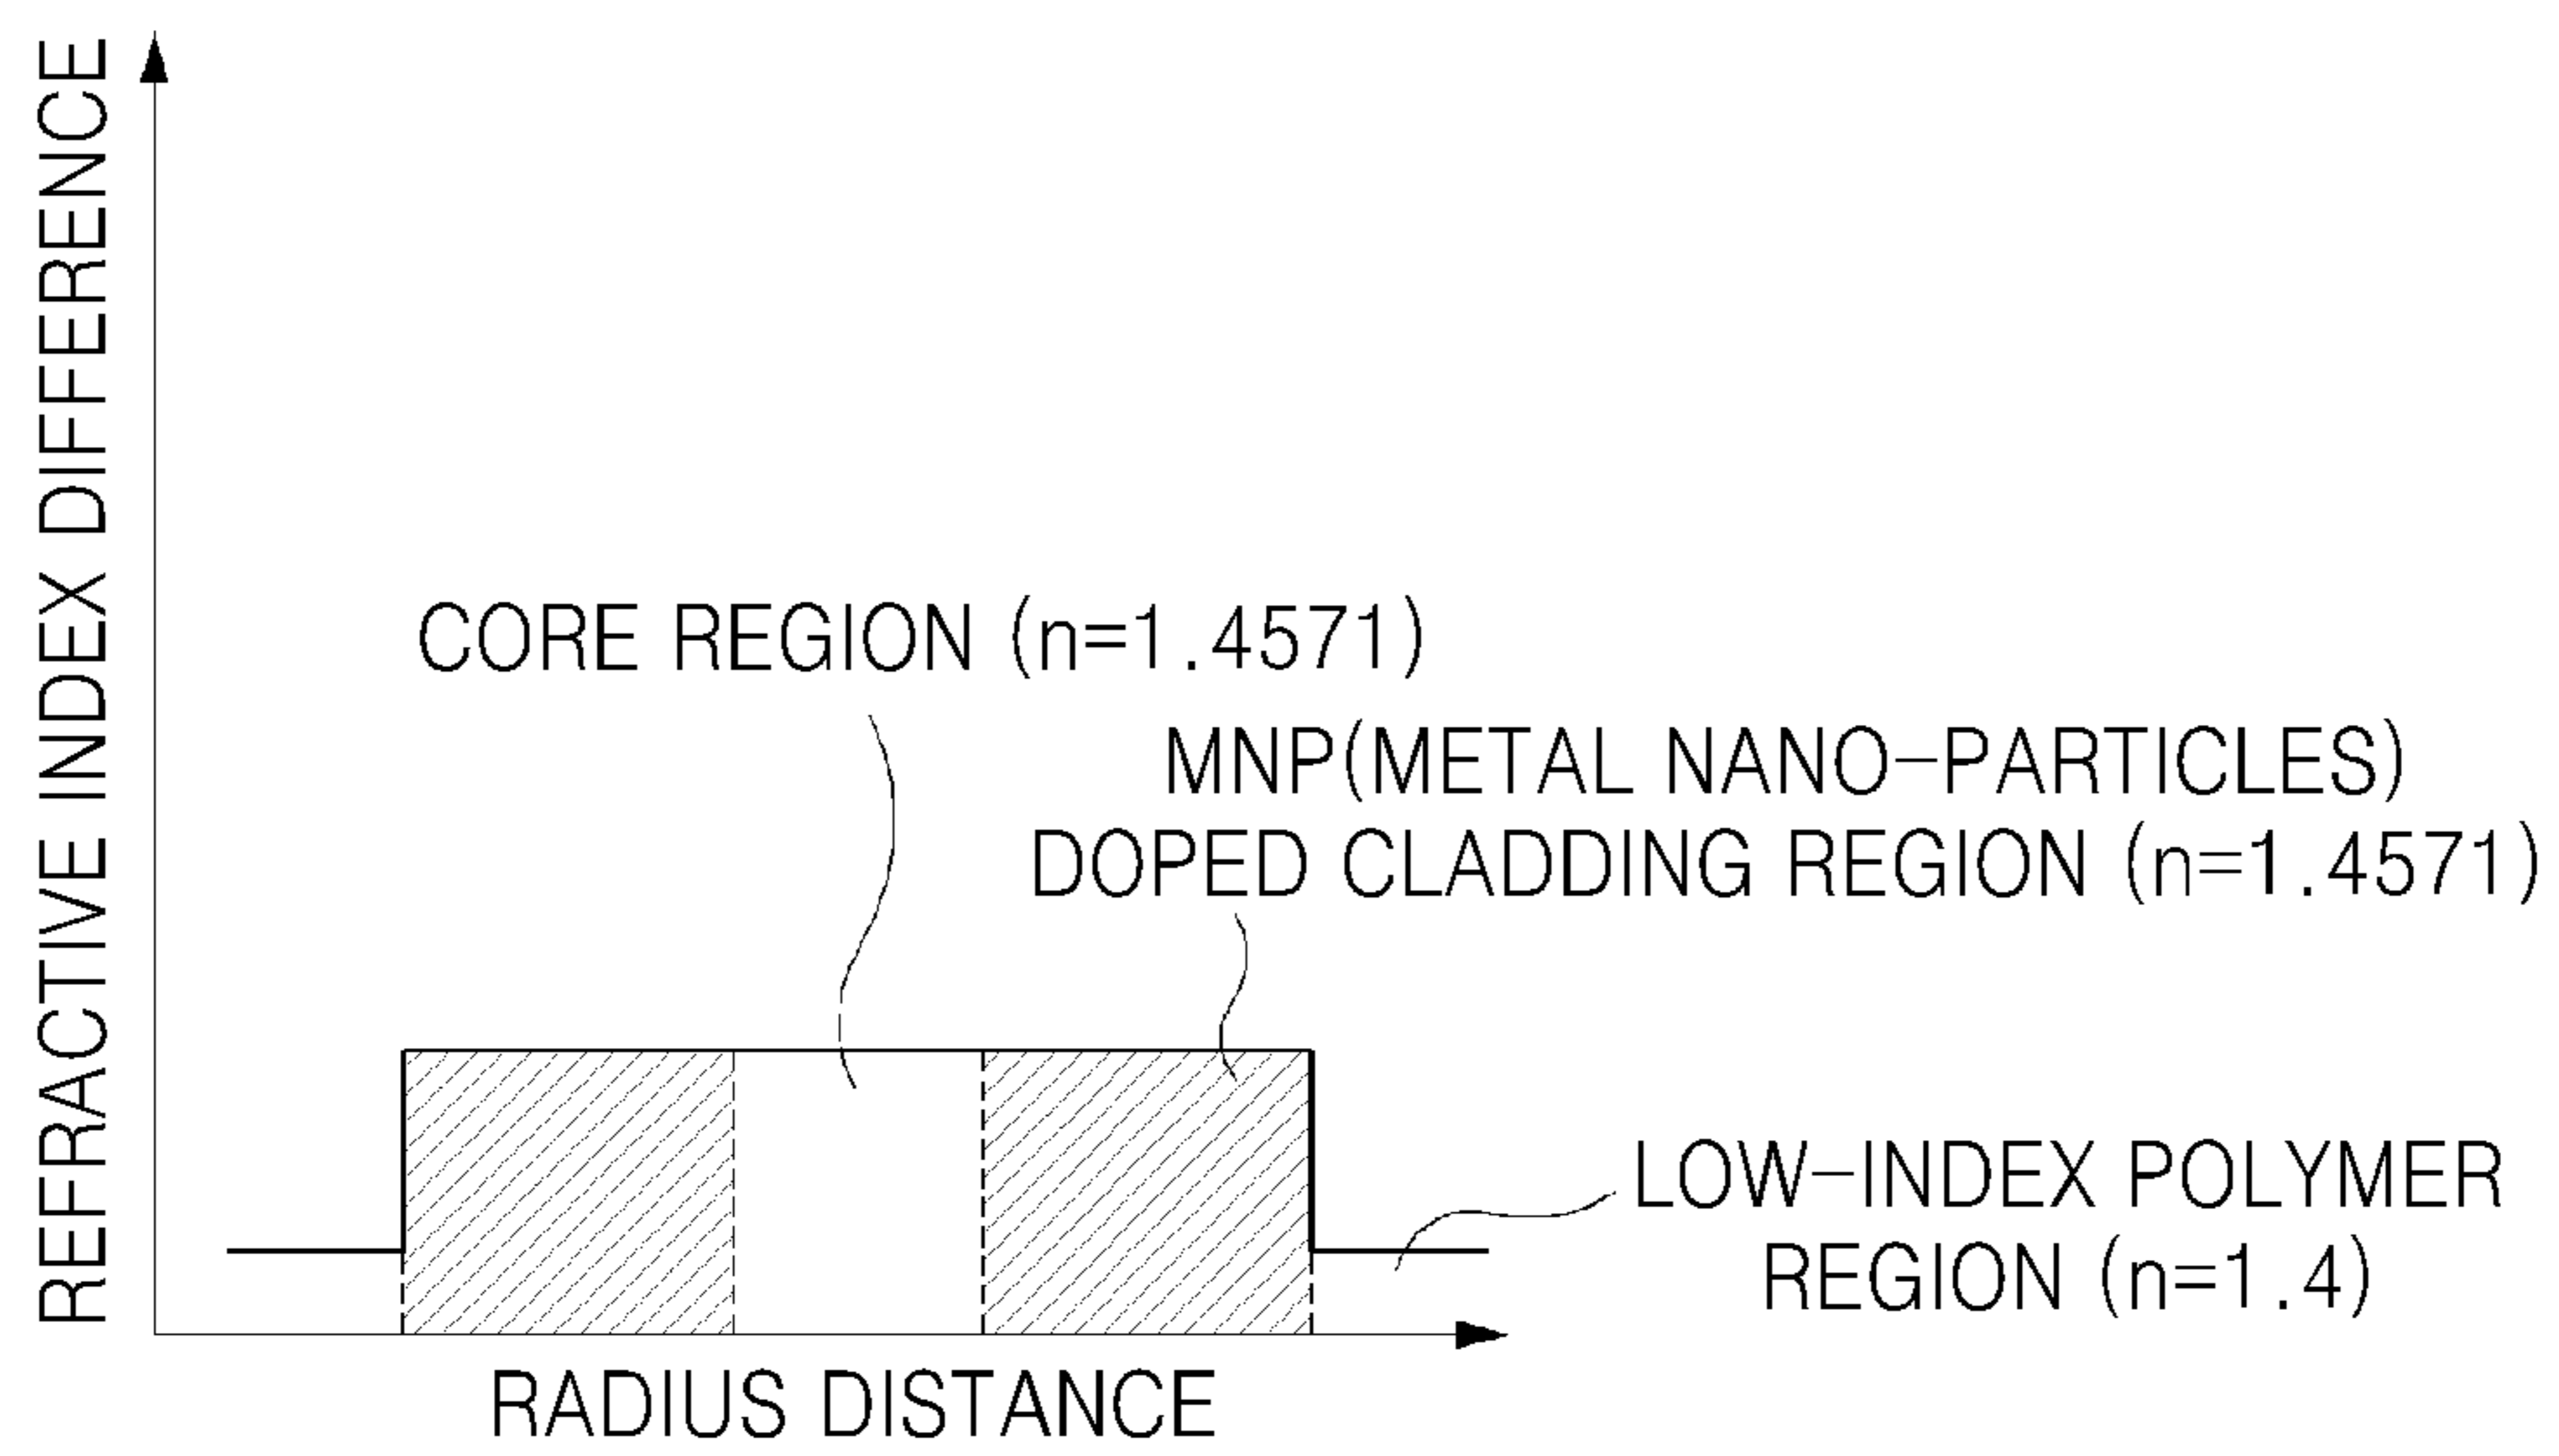 REFRACTIVE INDEX DIFFERENCE
CORE REGION (n=1.4571)
MNP(METAL NANO-PARTICLES)
DOPED CLADDING REGION (n=1.4571)
LOW-INDEX POLYMER
REGION (n=1.4)
RADIUS DISTANCE